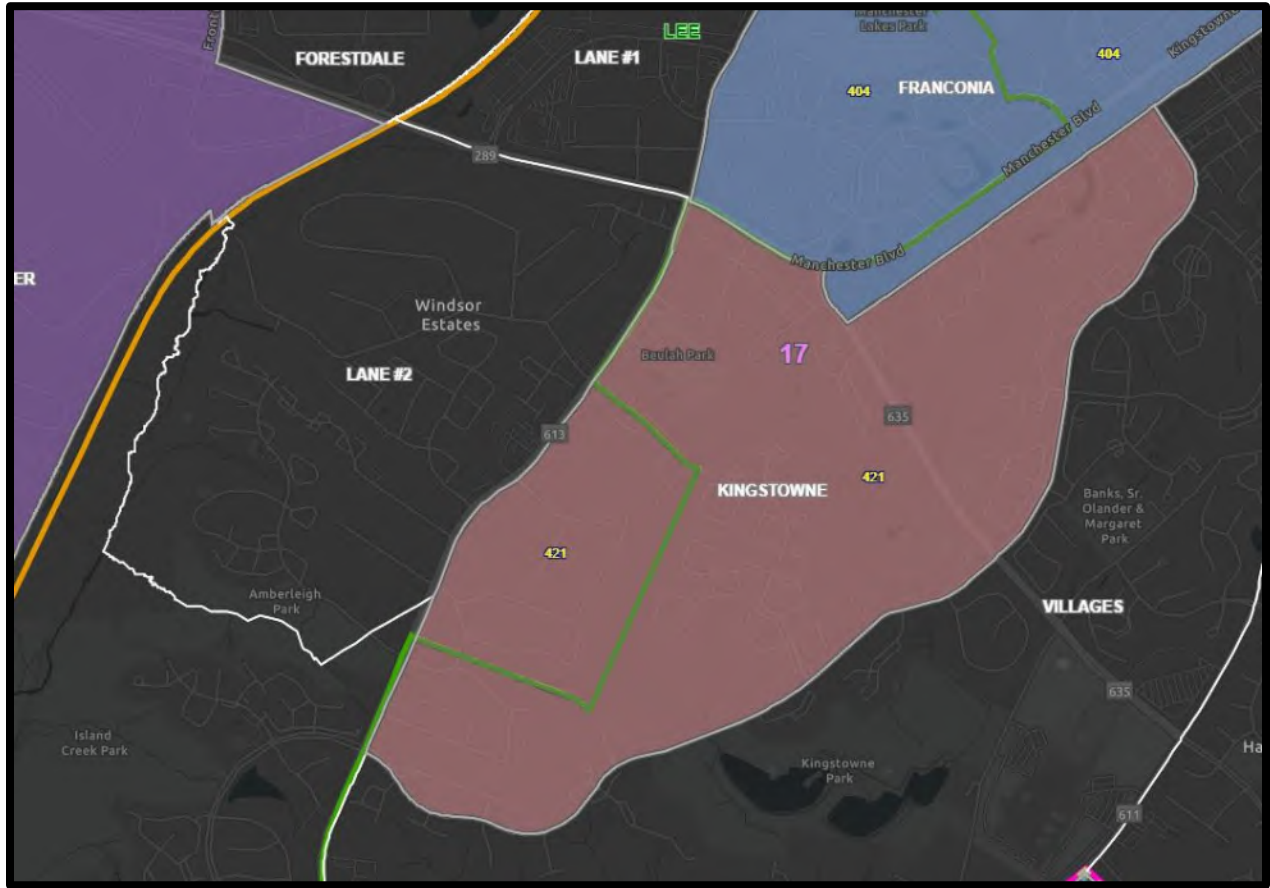 Manchester
Lakes Park
Front
LEE
FORESTDALE
LANE #1
404
Kingstowne
404
FRANCONIA
Manchester Blvd
289
Manchester Blvd
ER
Windsor
Estates
Beulah Park
17
LANE #2
613
635
KINGSTOWNE
421
Banks, Sr.
Olander &
Margaret
Park
421
Amberleigh
Park
VILLAGES
635
Island
Creek Park
Kingstowne
Park
Ha
611